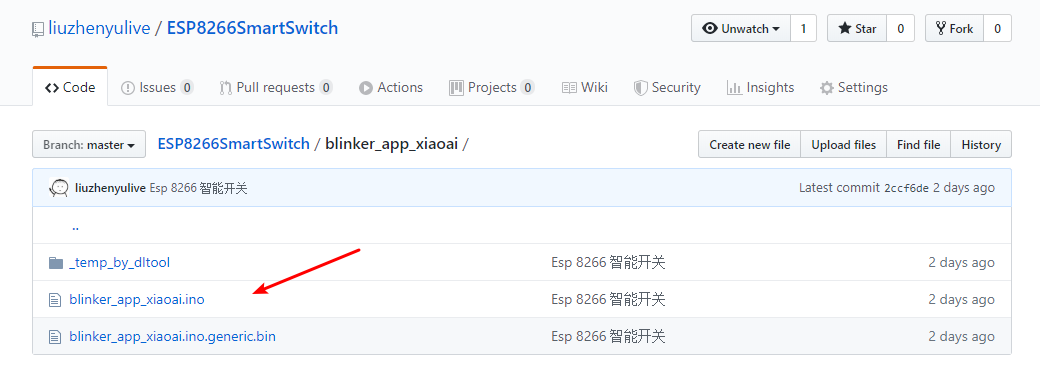 liuzhenyulive / ESP8266SmartSwitch Unwatch 1 Star 0 Fork 0
Code Issues 0 Pull requests 0 Actions Projects 0 Wiki Security Insights Settings
Branch: master ESP8266SmartSwitch / blinker_app_xiaoai / Create new file Upload files Find file History
liuzhenyulive Esp 8266 智能开关 Latest commit 2ccf6de 2 days ago
..
_temp_by_dltool Esp 8266 智能开关 2 days ago
blinker_app_xiaoai.ino Esp 8266 智能开关 2 days ago
blinker_app_xiaoai.ino.generic.bin Esp 8266 智能开关 2 days ago